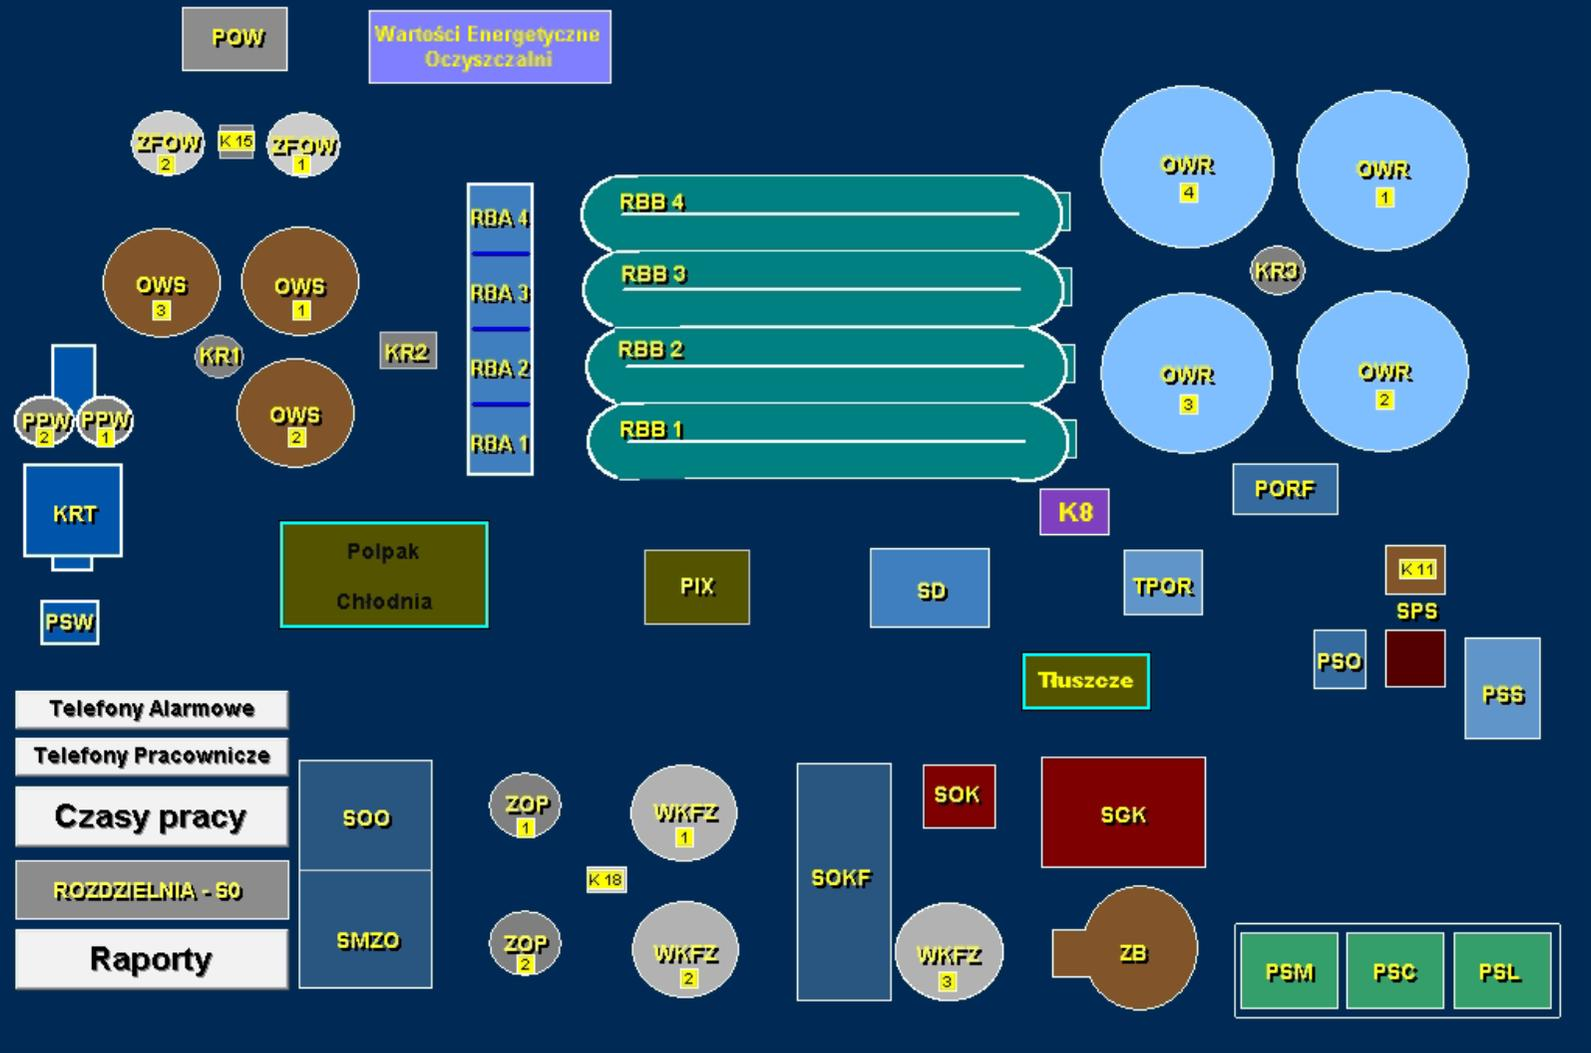 POW
Wartości Energetyczne
Oczyszczalni
ZFOW
2
K 15
ZFOW
1
OWR
4
OWR
1
RBA 4
RBB 4
RBA 3
RBB 3
KR3
OWS
3
OWS
1
KR1
KR2
RBA 2
RBB 2
OWR
3
OWR
2
OWS
2
PPW
2
PPW
1
RBA 1
RBB 1
KRT
K8
PORF
Polpak
Chłodnia
PIX
SD
TPOR
K 11
SPS
PSW
PSO
PSS
Tłuszcze
Telefony Alarmowe
Telefony Pracownicze
Czasy pracy
ROZDZIELNIA - S0
Raporty
SOO
SMZO
ZOP
1
WKFZ
1
K 18
ZOP
2
WKFZ
2
SOKF
SOK
SGK
WKFZ
3
ZB
PSM
PSC
PSL